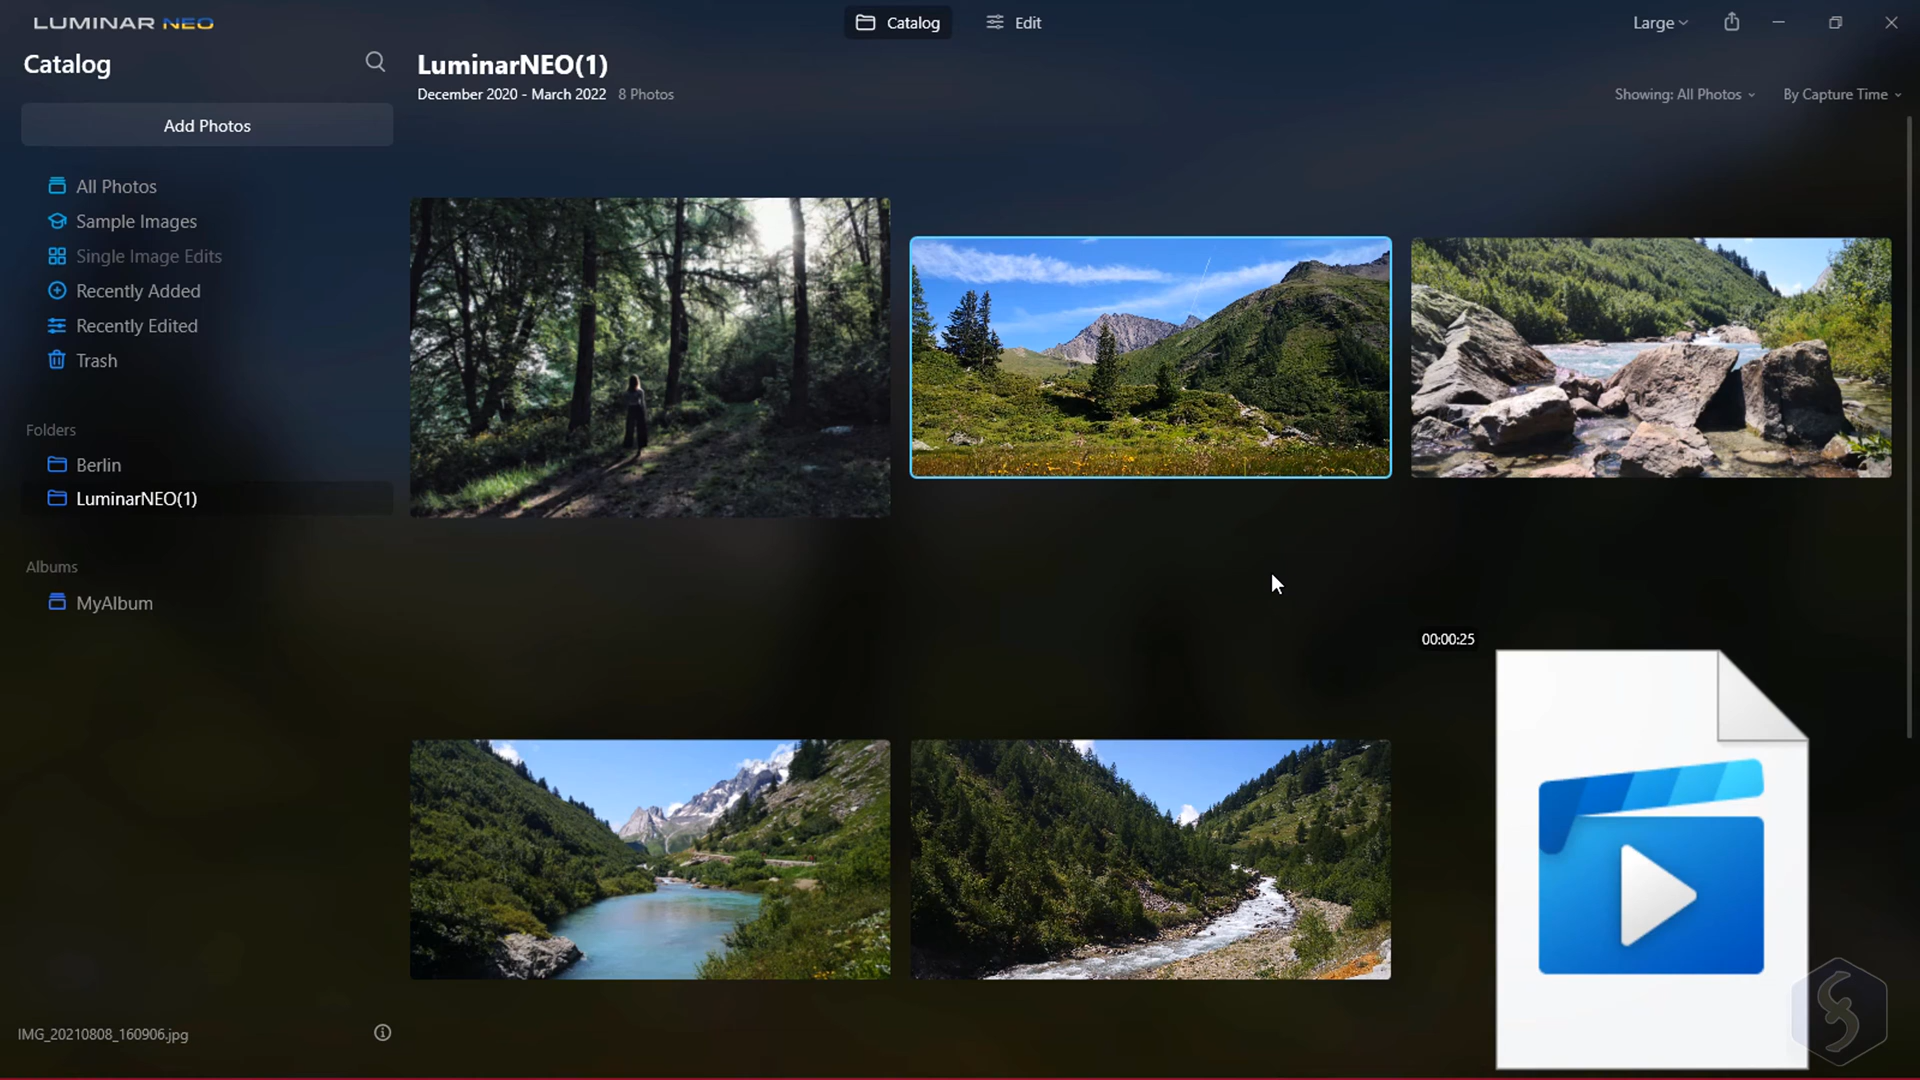 LUMINAR NEO
Catalog
Edit
Large
Catalog
LuminarNEO(1)
December 2020 - March 2022 8 Photos
Showing: All Photos
By Capture Time
Add Photos
All Photos
Sample Images
Single Image Edits
Recently Added
Recently Edited
Trash
Folders
Berlin
LuminarNEO(1)
Albums
MyAlbum
00:00:25
IMG_20210808_160906.jpg